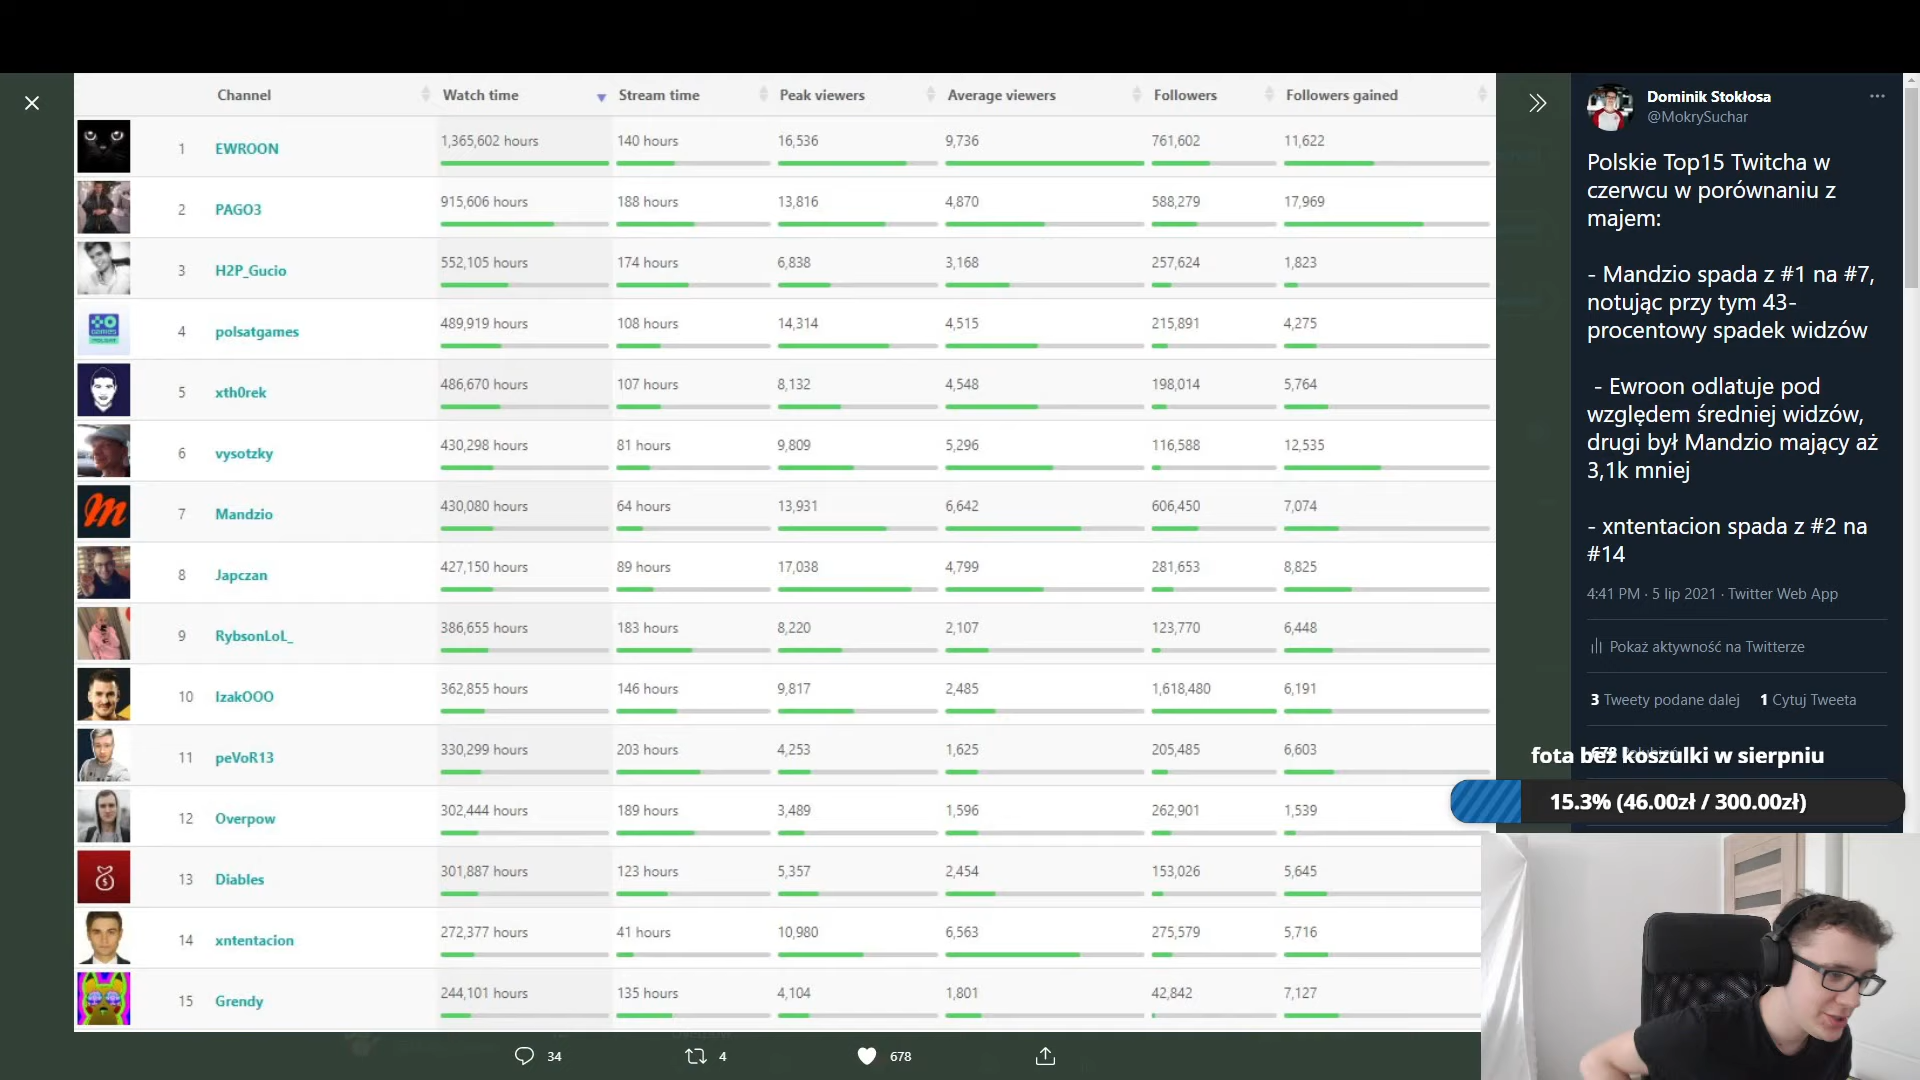 Channel Watch time Stream time Peak viewers Average viewers Followers Followers gained
1 EWROON 1,365,602 hours 140 hours 16,536 9,736 761,602 11,622
2 PAGO3 915,606 hours 188 hours 13,816 4,870 588,279 17,969
3 H2P_Gucio 552,105 hours 174 hours 6,838 3,168 257,624 1,823
4 polsatgames 489,919 hours 108 hours 14,314 4,515 215,891 4,275
5 xth0rek 486,670 hours 107 hours 8,132 4,548 198,014 5,764
6 vysotzky 430,298 hours 81 hours 9,809 5,296 116,588 12,535
7 Mandzio 430,080 hours 64 hours 13,931 6,642 606,450 7,074
8 Japczan 427,150 hours 89 hours 17,038 4,799 281,653 8,825
9 RybsonLoL_ 386,655 hours 183 hours 8,220 2,107 123,770 6,448
10 IzakOOO 362,855 hours 146 hours 9,817 2,485 1,618,480 6,191
11 peVoR13 330,299 hours 203 hours 4,253 1,625 205,485 6,603
12 Overpow 302,444 hours 189 hours 3,489 1,596 262,901 1,539
13 Diables 301,887 hours 123 hours 5,357 2,454 153,026 5,645
14 xntentacion 272,377 hours 41 hours 10,980 6,563 275,579 5,716
15 Grendy 244,101 hours 135 hours 4,104 1,801 42,842 7,127
34 4 678
Dominik Stokłosa
@MokrySuchar
Polskie Top15 Twitcha w
czerwcu w porównaniu z
majem:
- Mandzio spada z #1 na #7,
notując przy tym 43-
procentowy spadek widzów
- Ewroon odlatuje pod
względem średniej widzów,
drugi był Mandzio mający aż
3,1k mniej
- xntentacion spada z #2 na
#14
4:41 PM · 5 lip 2021 · Twitter Web App
Pokaż aktywność na Twitterze
3 Tweety podane dalej 1 Cytuj Tweeta
678
fota bez koszulki w sierpniu
15.3% (46.00zł / 300.00zł)